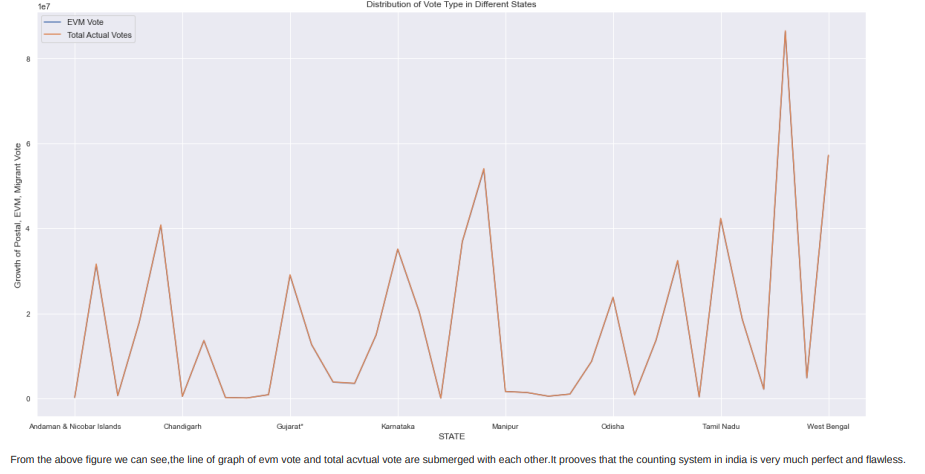 Distribution of Vote Type in Different States
1e7
EVM Vote
Total Actual Votes
8
6
4
2
0
Growth of Postal, EVM, Migrant Vote
Andaman & Nicobar Islands Chandigarh Gujarat" Karnataka Manipur Odisha Tamil Nadu West Bengal
STATE
From the above figure we can see,the line of graph of evm vote and total acvtual vote are submerged with each other.It prooves that the counting system in india is very much perfect and flawless.